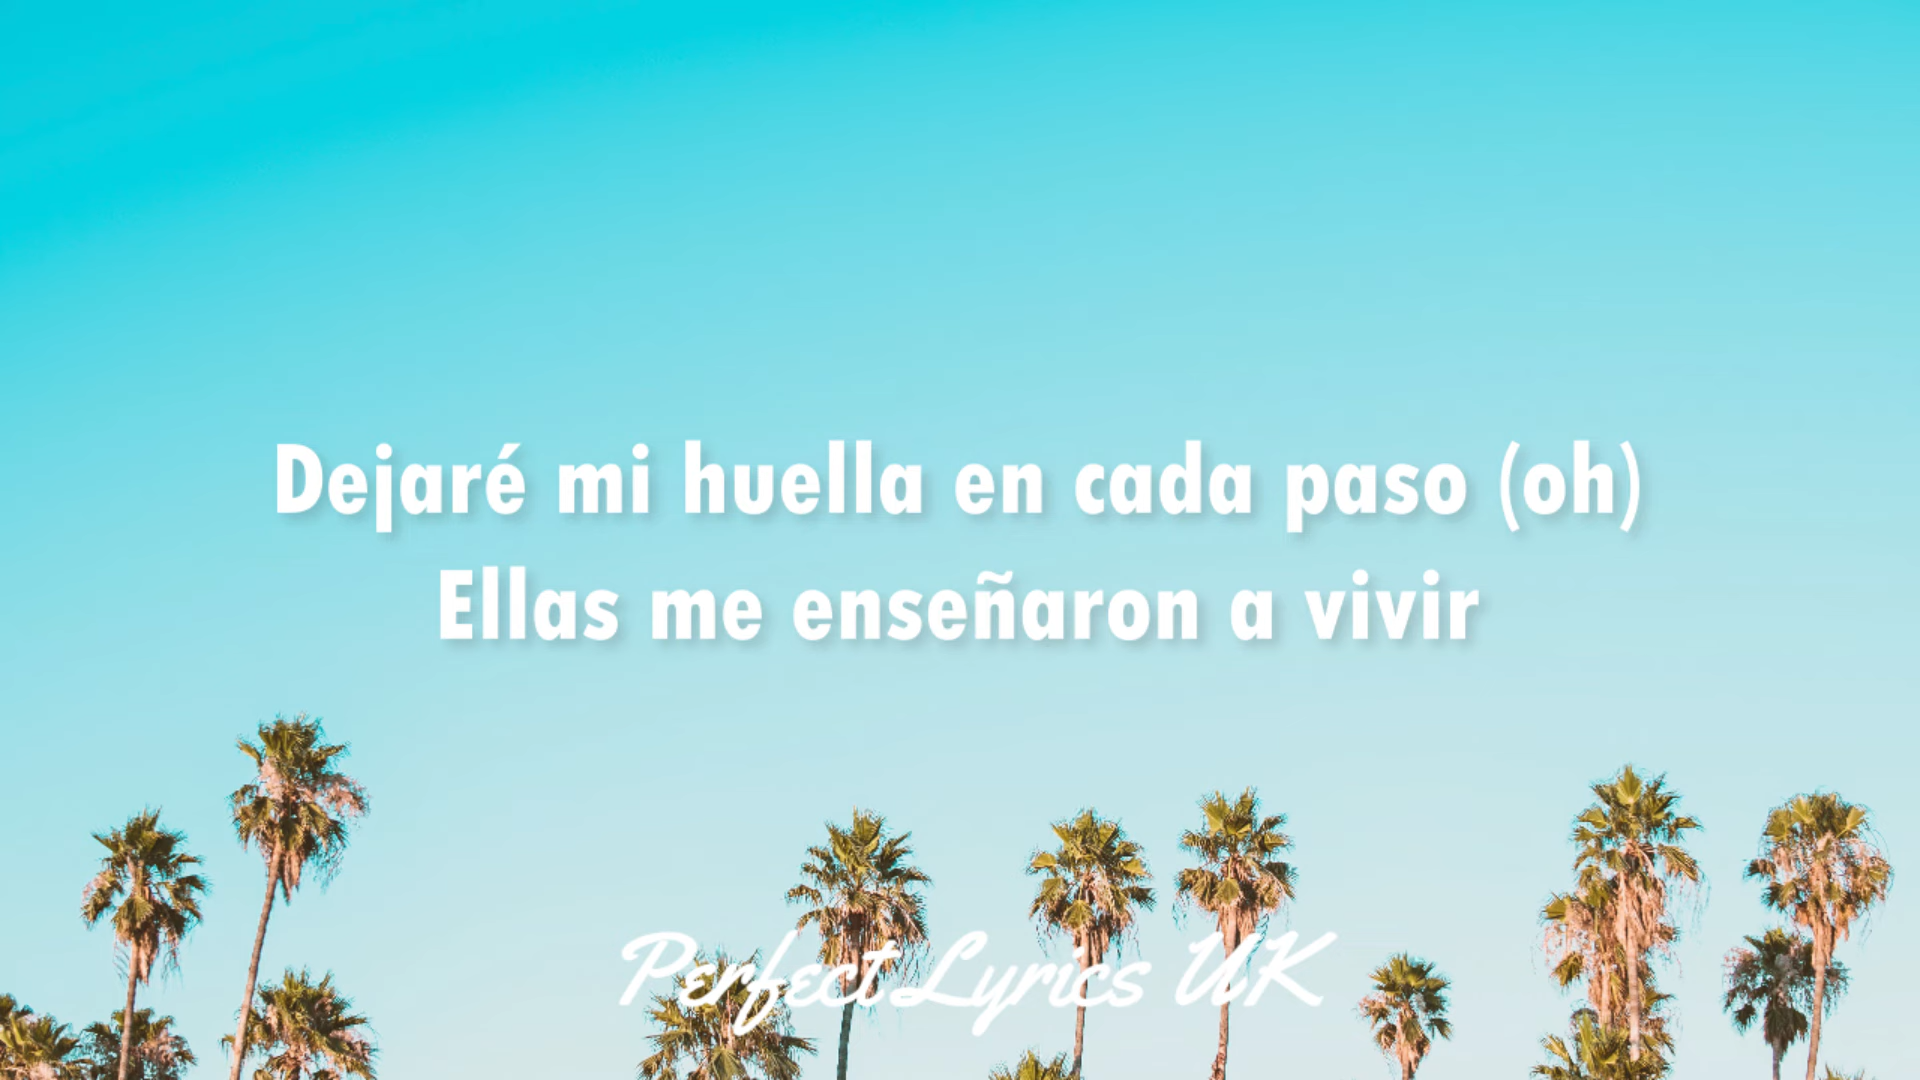 Dejaré mi huella en cada paso (oh)
Ellas me enseñaron a vivir
Perfect Lyrics UK